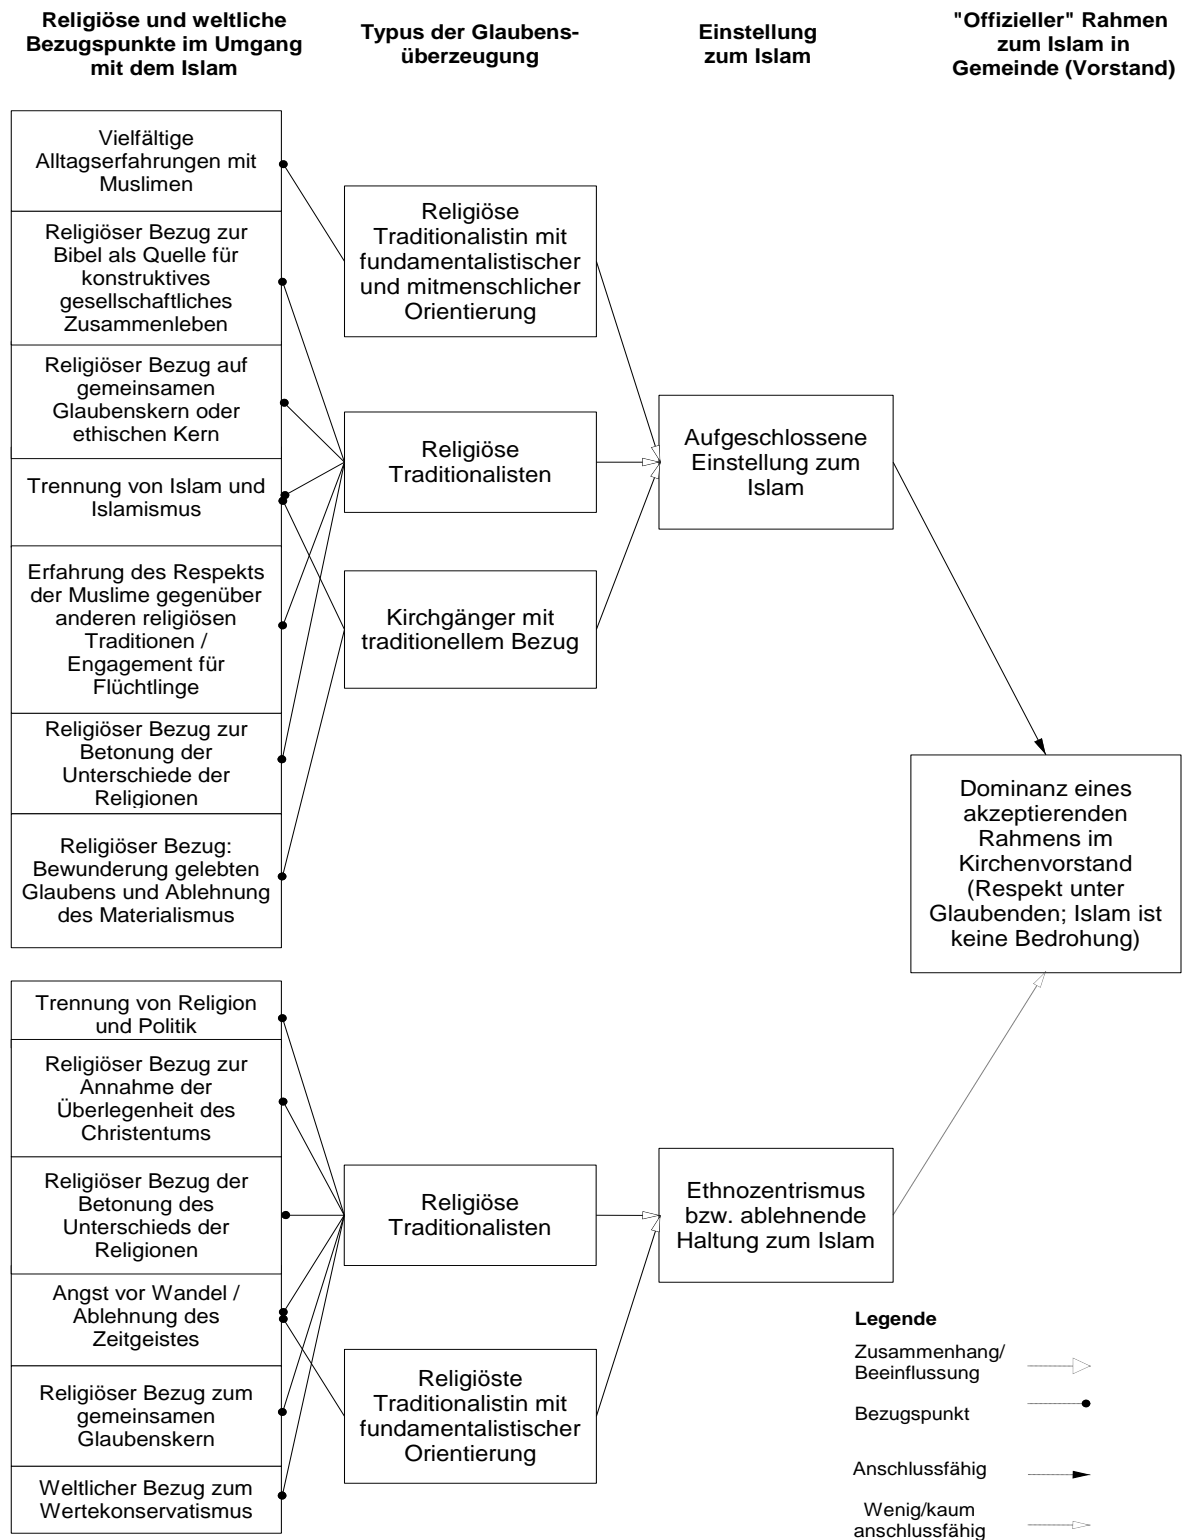 Religiöse und weltliche
Bezugspunkte im Umgang
mit dem Islam
Typus der Glaubens-
überzeugung
Einstellung
zum Islam
"Offizieller" Rahmen
zum Islam in
Gemeinde (Vorstand)
Vielfältige
Alltagserfahrungen mit
Muslimen
Religiöser Bezug zur
Bibel als Quelle für
konstruktives
gesellschaftliches
Zusammenleben
Religiöser Bezug auf
gemeinsamen
Glaubenskern oder
ethischen Kern
Trennung von Islam und
Islamismus
Erfahrung des Respekts
der Muslime gegenüber
anderen religiösen
Traditionen /
Engagement für
Flüchtlinge
Religiöser Bezug zur
Betonung der
Unterschiede der
Religionen
Religiöser Bezug:
Bewunderung gelebten
Glaubens und Ablehnung
des Materialismus
Religiöse
Traditionalistin mit
fundamentalistischer
und mitmenschlicher
Orientierung
Religiöse
Traditionalisten
Kirchgänger mit
traditionellem Bezug
Aufgeschlossene
Einstellung zum
Islam
Dominanz eines
akzeptierenden
Rahmens im
Kirchenvorstand
(Respekt unter
Glaubenden; Islam ist
keine Bedrohung)
Trennung von Religion
und Politik
Religiöser Bezug zur
Annahme der
Überlegenheit des
Christentums
Religiöser Bezug der
Betonung des
Unterschieds der
Religionen
Angst vor Wandel /
Ablehnung des
Zeitgeistes
Religiöser Bezug zum
gemeinsamen
Glaubenskern
Weltlicher Bezug zum
Wertekonservatismus
Religiöse
Traditionalisten
Religiöste
Traditionalistin mit
fundamentalistischer
Orientierung
Ethnozentrismus
bzw. ablehnende
Haltung zum Islam
Legende
Zusammenhang/
Beeinflussung
Bezugspunkt
Anschlussfähig
Wenig/kaum
anschlussfähig